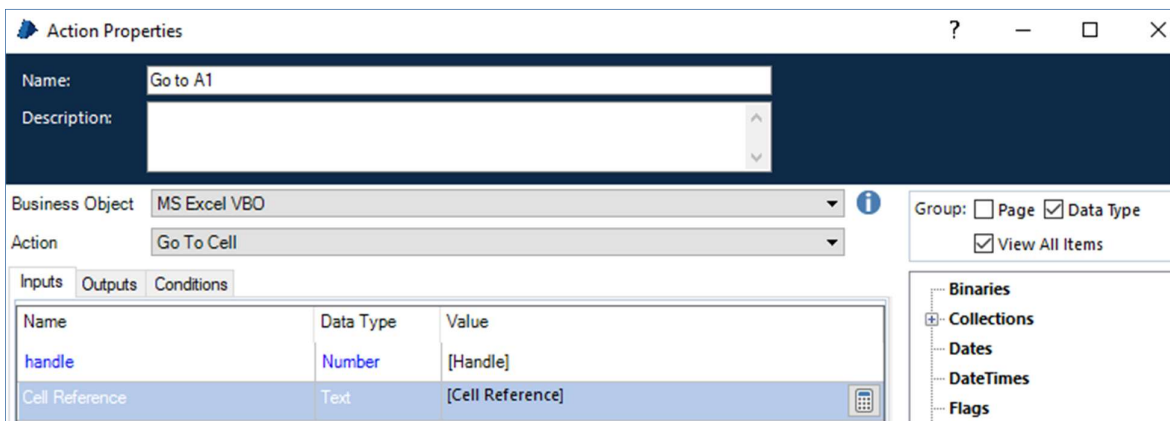 Action Properties
?
Name: Go to A1
Description:
Business Object MS Excel VBO
Group: Page Data Type
Action Go To Cell
View All Items
Inputs Outputs Conditions
Name Data Type Value
handle Number [Handle]
Cell Reference Text [Cell Reference]
Binaries
Collections
Dates
DateTimes
Flags